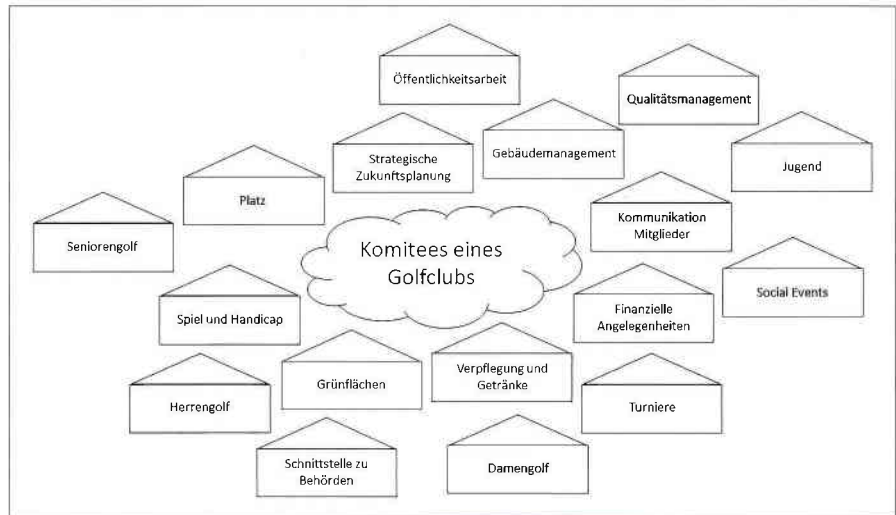 Öffentlichkeitsarbeit
Qualitätsmanagement
Strategische
Zukunftsplanung
Gebäudemanagement
Jugend
Platz
Kommunikation
Mitglieder
Seniorengolf
Komitees eines
Golfclubs
Social Events
Spiel und Handicap
Finanzielle
Angelegenheiten
Grünflächen
Verpflegung und
Getränke
Herrengolf
Turniere
Schnittstelle zu
Behörden
Damengolf